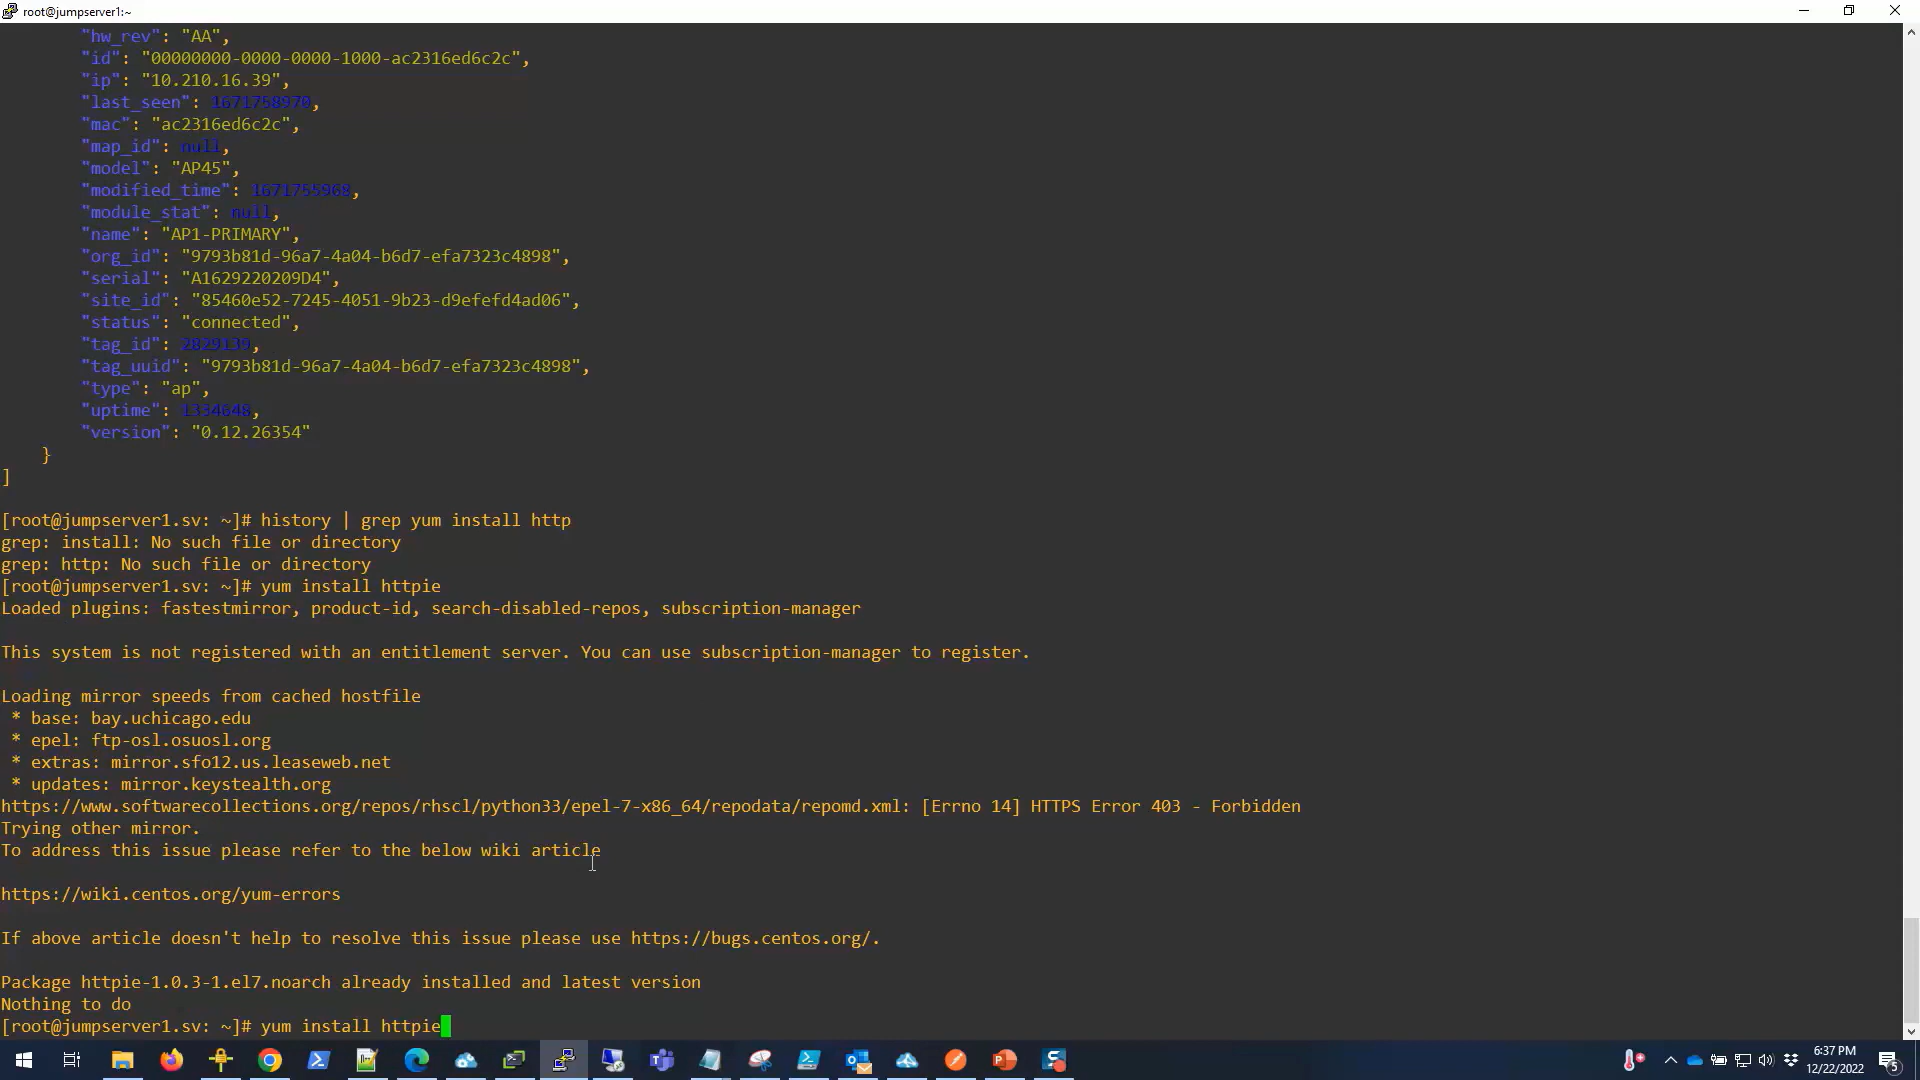 root@jumpserver1:~
"hw_rev": "AA",
"id": "00000000-0000-0000-1000-ac2316ed6c2c",
"ip": "10.210.16.39",
"last_seen": 1671758970,
"mac": "ac2316ed6c2c",
"map_id": null,
"model": "AP45",
"modified_time": 1671755968,
"module_stat": null,
"name": "AP1-PRIMARY",
"org_id": "9793b81d-96a7-4a04-b6d7-efa7323c4898",
"serial": "A1629220209D4",
"site_id": "85460e52-7245-4051-9b23-d9efefd4ad06",
"status": "connected",
"tag_id": 2829139,
"tag_uuid": "9793b81d-96a7-4a04-b6d7-efa7323c4898",
"type": "ap",
"uptime": 1334648,
"version": "0.12.26354"
}
]
[root@jumpserver1.sv: ~]# history | grep yum install http
grep: install: No such file or directory
grep: http: No such file or directory
[root@jumpserver1.sv: ~]# yum install httpie
Loaded plugins: fastestmirror, product-id, search-disabled-repos, subscription-manager
This system is not registered with an entitlement server. You can use subscription-manager to register.
Loading mirror speeds from cached hostfile
* base: bay.uchicago.edu
* epel: ftp-osl.osuosl.org
* extras: mirror.sfo12.us.leaseweb.net
* updates: mirror.keystealth.org
https://www.softwarecollections.org/repos/rhscl/python33/epel-7-x86_64/repodata/repomd.xml: [Errno 14] HTTPS Error 403 - Forbidden
Trying other mirror.
To address this issue please refer to the below wiki article
https://wiki.centos.org/yum-errors
If above article doesn't help to resolve this issue please use https://bugs.centos.org/.
Package httpie-1.0.3-1.el7.noarch already installed and latest version
Nothing to do
[root@jumpserver1.sv: ~]# yum install httpie
6:37 PM
12/22/2022
5